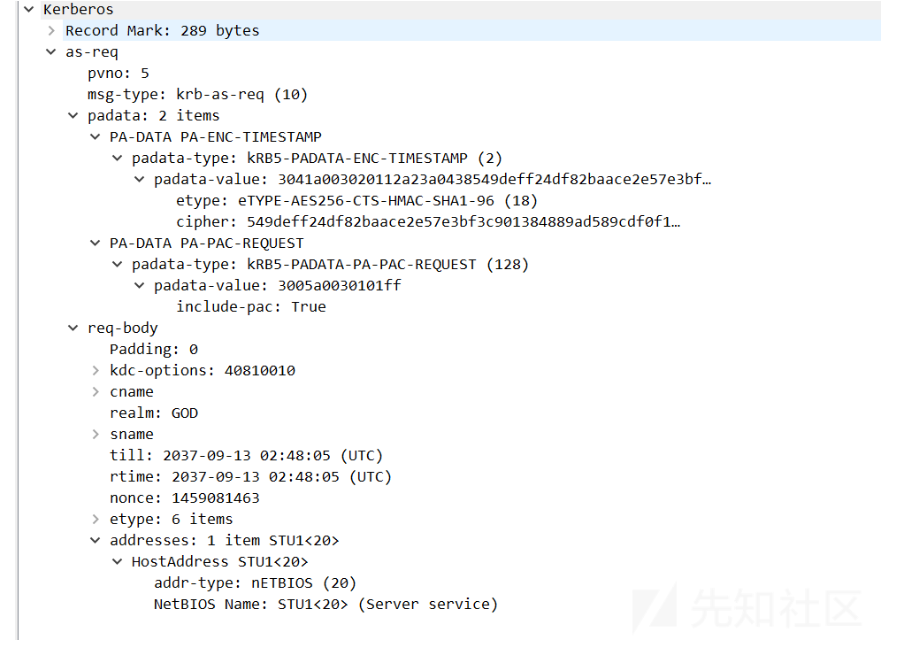 Kerberos
Record Mark: 289 bytes
as-req
pvno: 5
msg-type: krb-as-req (10)
padata: 2 items
PA-DATA PA-ENC-TIMESTAMP
padata-type: kRB5-PADATA-ENC-TIMESTAMP (2)
padata-value: 3041a003020112a23a0438549deff24df82baace2e57e3bf…
etype: eTYPE-AES256-CTS-HMAC-SHA1-96 (18)
cipher: 549deff24df82baace2e57e3bf3c901384889ad589cdf0f1…
PA-DATA PA-PAC-REQUEST
padata-type: kRB5-PADATA-PA-PAC-REQUEST (128)
padata-value: 3005a0030101ff
include-pac: True
req-body
Padding: 0
kdc-options: 40810010
cname
realm: GOD
sname
till: 2037-09-13 02:48:05 (UTC)
rtime: 2037-09-13 02:48:05 (UTC)
nonce: 1459081463
etype: 6 items
addresses: 1 item STU1<20>
HostAddress STU1<20>
addr-type: nETBIOS (20)
NetBIOS Name: STU1<20> (Server service)
先知社区